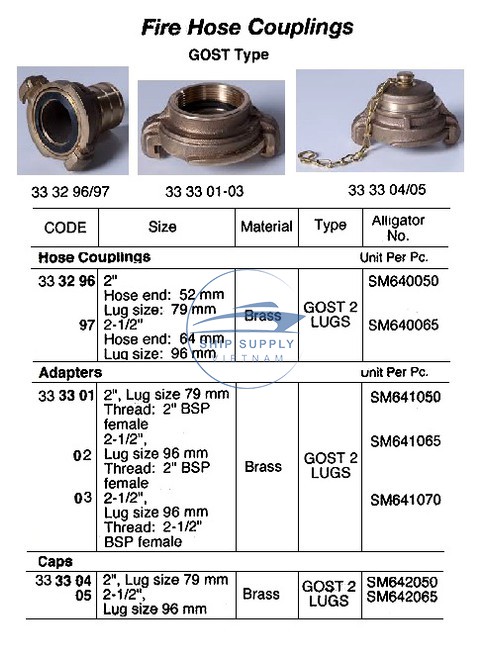 Fire Hose Couplings
GOST Type
33 32 96/97
33 33 01-03
33 33 04/05
CODE Size Material Type Alligator No.
Hose Couplings Unit Per Pc.
33 32 96 2" SM640050
Hose end: 52 mm
Lug size: 79 mm Brass GOST 2 LUGS
97 2-1/2" SM640065
Hose end: 64 mm
Lug size: 96 mm
SHIP SUPPLY
VIETNAM
Adapters Unit Per Pc.
33 33 01 2", Lug size 79 mm SM641050
Thread: 2" BSP
female
2-1/2", SM641065
02 Lug size 96 mm Brass GOST 2 LUGS
Thread: 2" BSP
female
03 2-1/2", SM641070
Lug size 96 mm
Thread: 2-1/2"
BSP female
Caps
33 33 04 2", Lug size 79 mm Brass GOST 2 LUGS SM642050
05 2-1/2", SM642065
Lug size 96 mm